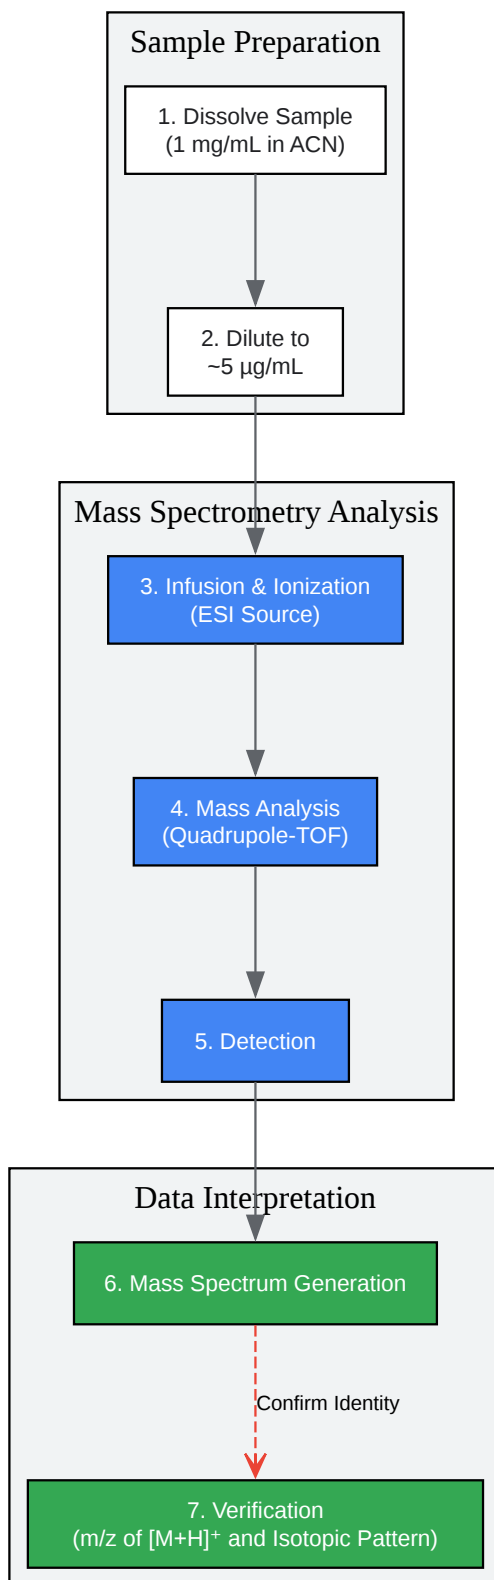 Sample Preparation
1. Dissolve Sample
(1 mg/mL in ACN)
2. Dilute to
~5 µg/mL
Mass Spectrometry Analysis
3. Infusion & Ionization
(ESI Source)
4. Mass Analysis
(Quadrupole-TOF)
5. Detection
Data Interpretation
6. Mass Spectrum Generation
Confirm Identity
7. Verification
(m/z of [M+H]⁺ and Isotopic Pattern)